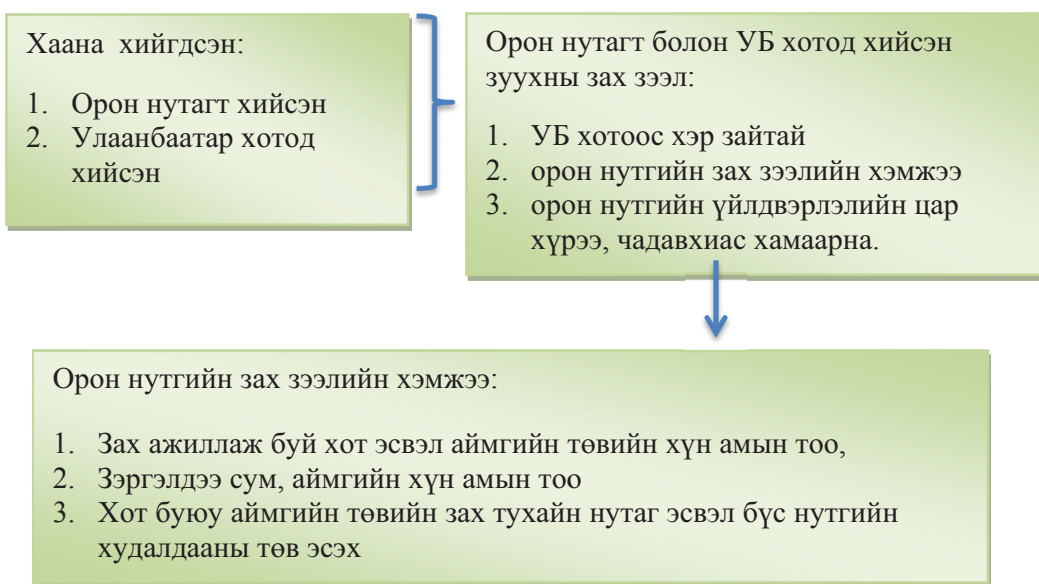 Хаана хийгдсэн:
1. Орон нутагт хийсэн
2. Улаанбаатар хотод
хийсэн
Орон нутагт болон УБ хотод хийсэн
зуухны зах зээл:
1. УБ хотоос хэр зайтай
2. орон нутгийн зах зээлийн хэмжээ
3. орон нутгийн үйлдвэрлэлийн цар
хүрээ, чадавхиас хамаарна.
Орон нутгийн зах зээлийн хэмжээ:
1. Зах ажиллаж буй хот эсвэл аймгийн төвийн хүн амын тоо,
2. Зэргэлдээ сум, аймгийн хүн амын тоо
3. Хот буюу аймгийн төвийн зах тухайн нутаг эсвэл бүс нутгийн
худалдааны төв эсэх